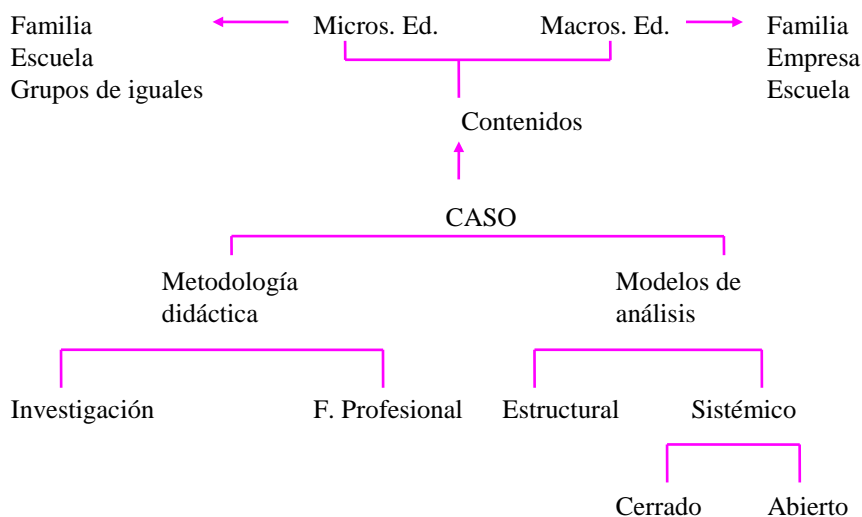 Familia
Escuela
Grupos de iguales
Micros. Ed.
Macros. Ed.
Familia
Empresa
Escuela
Contenidos
CASO
Metodología
didáctica
Modelos de
análisis
Investigación
F. Profesional
Estructural
Sistémico
Cerrado
Abierto